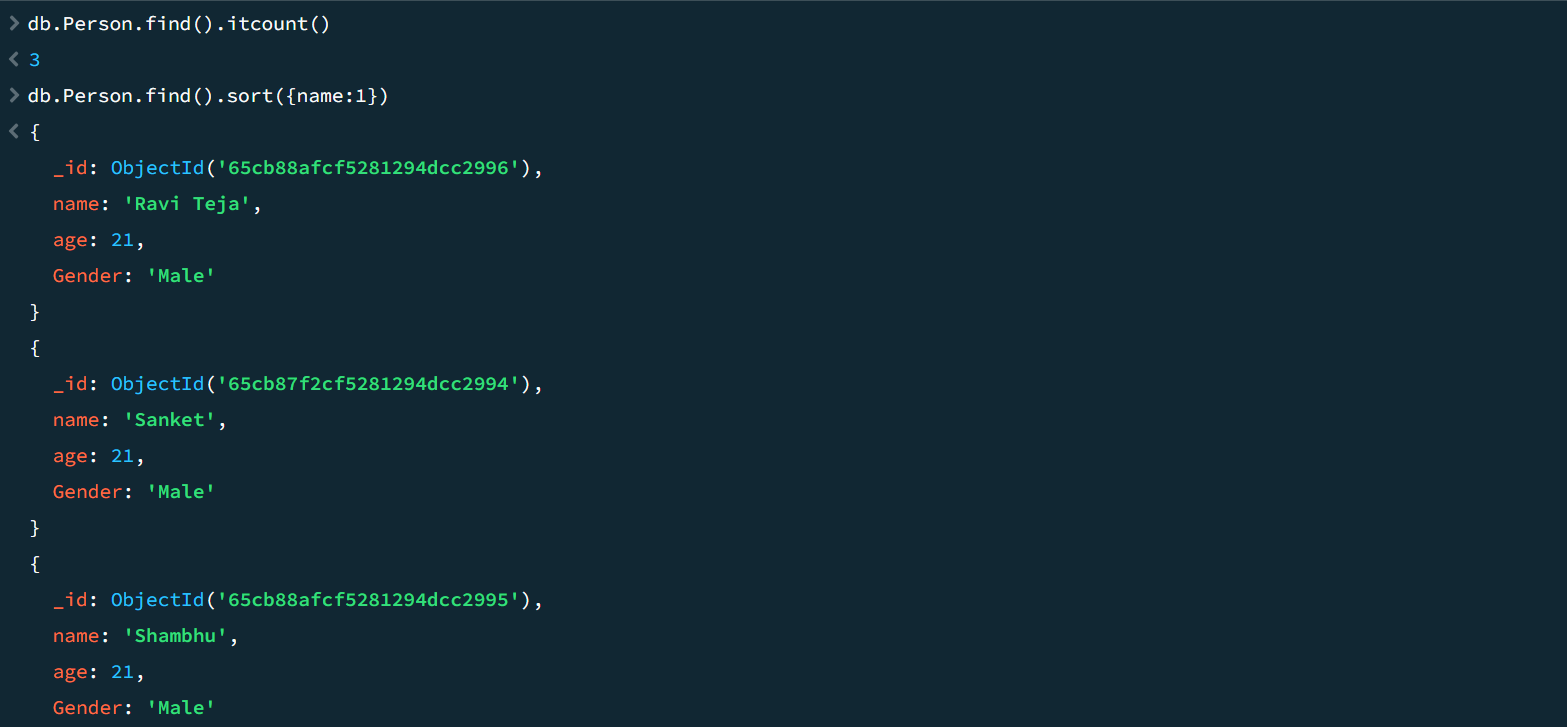 > db.Person.find().itcount()
< 3
> db.Person.find().sort({name:1})
< {
_id: ObjectId('65cb88afcf5281294dcc2996'),
name: 'Ravi Teja',
age: 21,
Gender: 'Male'
}
{
_id: ObjectId('65cb87f2cf5281294dcc2994'),
name: 'Sanket',
age: 21,
Gender: 'Male'
}
{
_id: ObjectId('65cb88afcf5281294dcc2995'),
name: 'Shambhu',
age: 21,
Gender: 'Male'